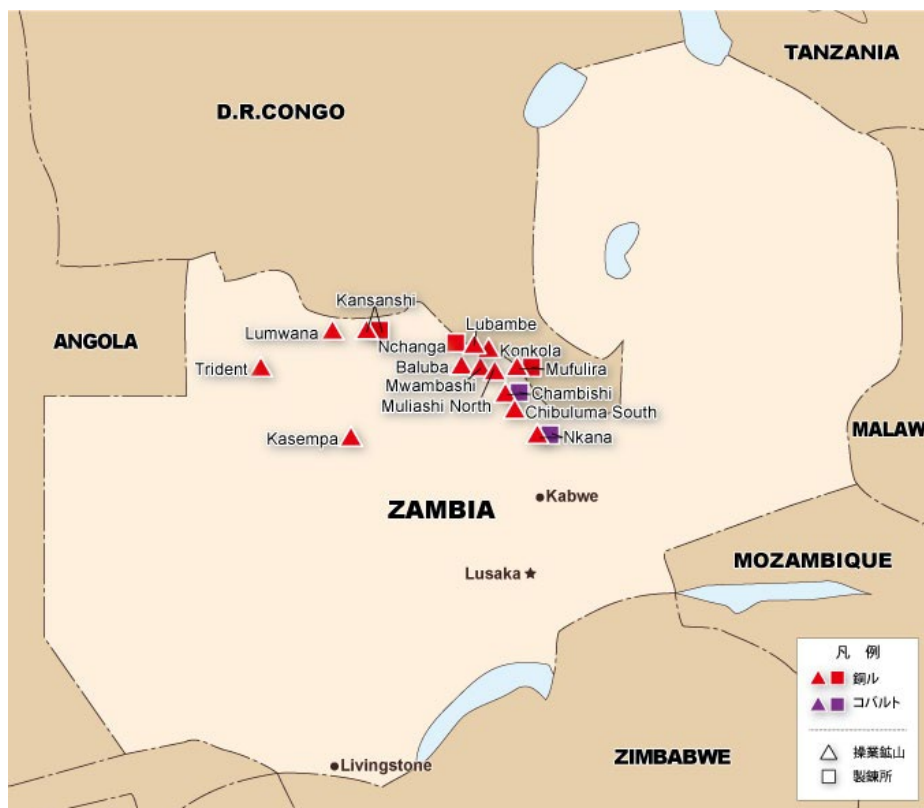 TANZANIA
D.R.CONGO
Kansanshi
Lubambe
Lumwana
Nchanga
Konkola
ANGOLA
Trident
Baluba
Mufulira
Mwambashi
Chambishi
Muliashi North
Chibuluma South
Kasempa
Nkana
MALAW
Kabwe
ZAMBIA
MOZAMBIQUE
Lusaka
凡 例
銅ル
コバルト
操業鉱山
製錬所
ZIMBABWE
Livingstone